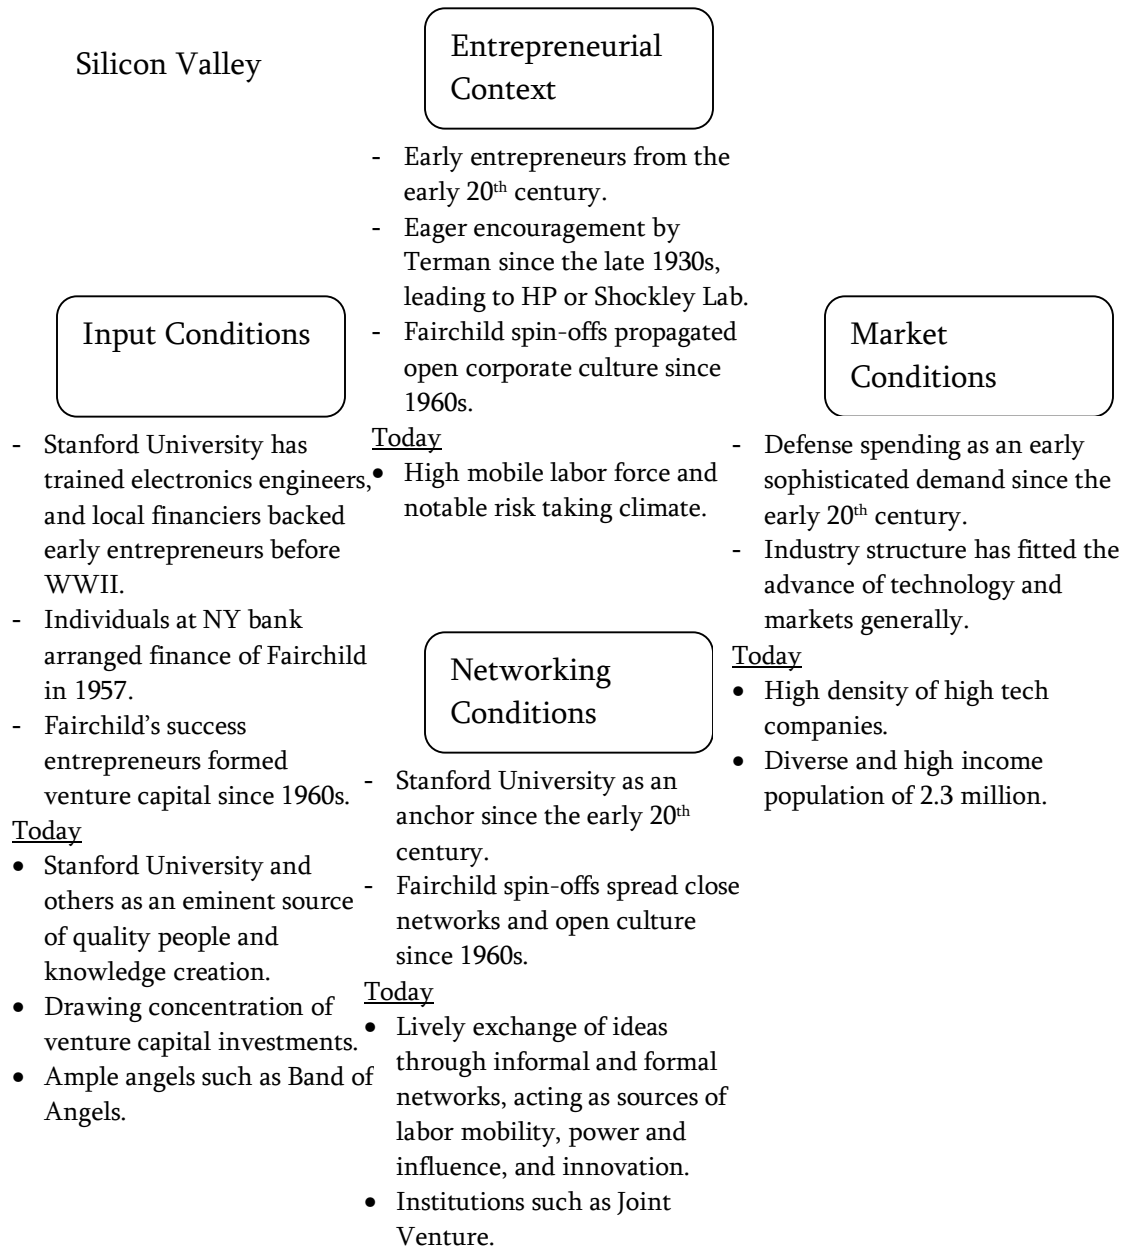 Silicon Valley
Entrepreneurial
Context
- Early entrepreneurs from the
early 20th century.
- Eager encouragement by
Terman since the late 1930s,
leading to HP or Shockley Lab.
- Fairchild spin-offs propagated
open corporate culture since
1960s.
Today
• High mobile labor force and
notable risk taking climate.
Input Conditions
- Stanford University has
trained electronics engineers,
and local financiers backed
early entrepreneurs before
WWII.
- Individuals at NY bank
arranged finance of Fairchild
in 1957.
- Fairchild's success
entrepreneurs formed
venture capital since 1960s.
Today
• Stanford University and
others as an eminent source
of quality people and
knowledge creation.
• Drawing concentration of
venture capital investments.
• Ample angels such as Band of
Angels.
Market
Conditions
- Defense spending as an early
sophisticated demand since the
early 20th century.
- Industry structure has fitted the
advance of technology and
markets generally.
Today
• High density of high tech
companies.
• Diverse and high income
population of 2.3 million.
Networking
Conditions
- Stanford University as an
anchor since the early 20th
century.
- Fairchild spin-offs spread close
networks and open culture
since 1960s.
Today
• Lively exchange of ideas
through informal and formal
networks, acting as sources of
labor mobility, power and
influence, and innovation.
• Institutions such as Joint
Venture.